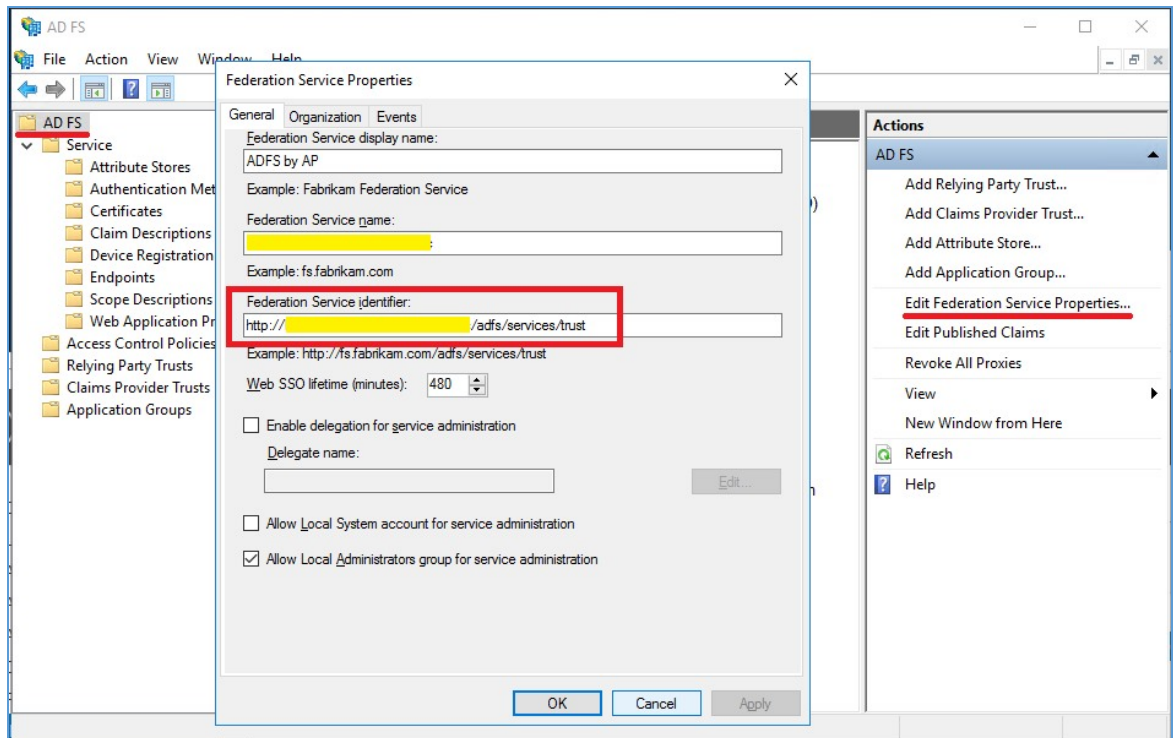 AD FS
File Action View Window Help
AD FS
Service
Attribute Stores
Authentication Met
Certificates
Claim Descriptions
Device Registration
Endpoints
Scope Descriptions
Web Application Pr
Access Control Policies
Relying Party Trusts
Claims Provider Trusts
Application Groups
Federation Service Properties
General Organization Events
Federation Service display name:
ADFS by AP
Example: Fabrikam Federation Service
Federation Service name:
Example: fs.fabrikam.com
Federation Service identifier:
http:// /adfs/services/trust
Example: http://fs.fabrikam.com/adfs/services/trust
Web SSO lifetime (minutes): 480
Enable delegation for service administration
Delegate name:
Edit...
Allow Local System account for service administration
Allow Local Administrators group for service administration
OK Cancel Apply
Actions
AD FS
Add Relying Party Trust...
Add Claims Provider Trust...
Add Attribute Store...
Add Application Group...
Edit Federation Service Properties...
Edit Published Claims
Revoke All Proxies
View
New Window from Here
Refresh
Help